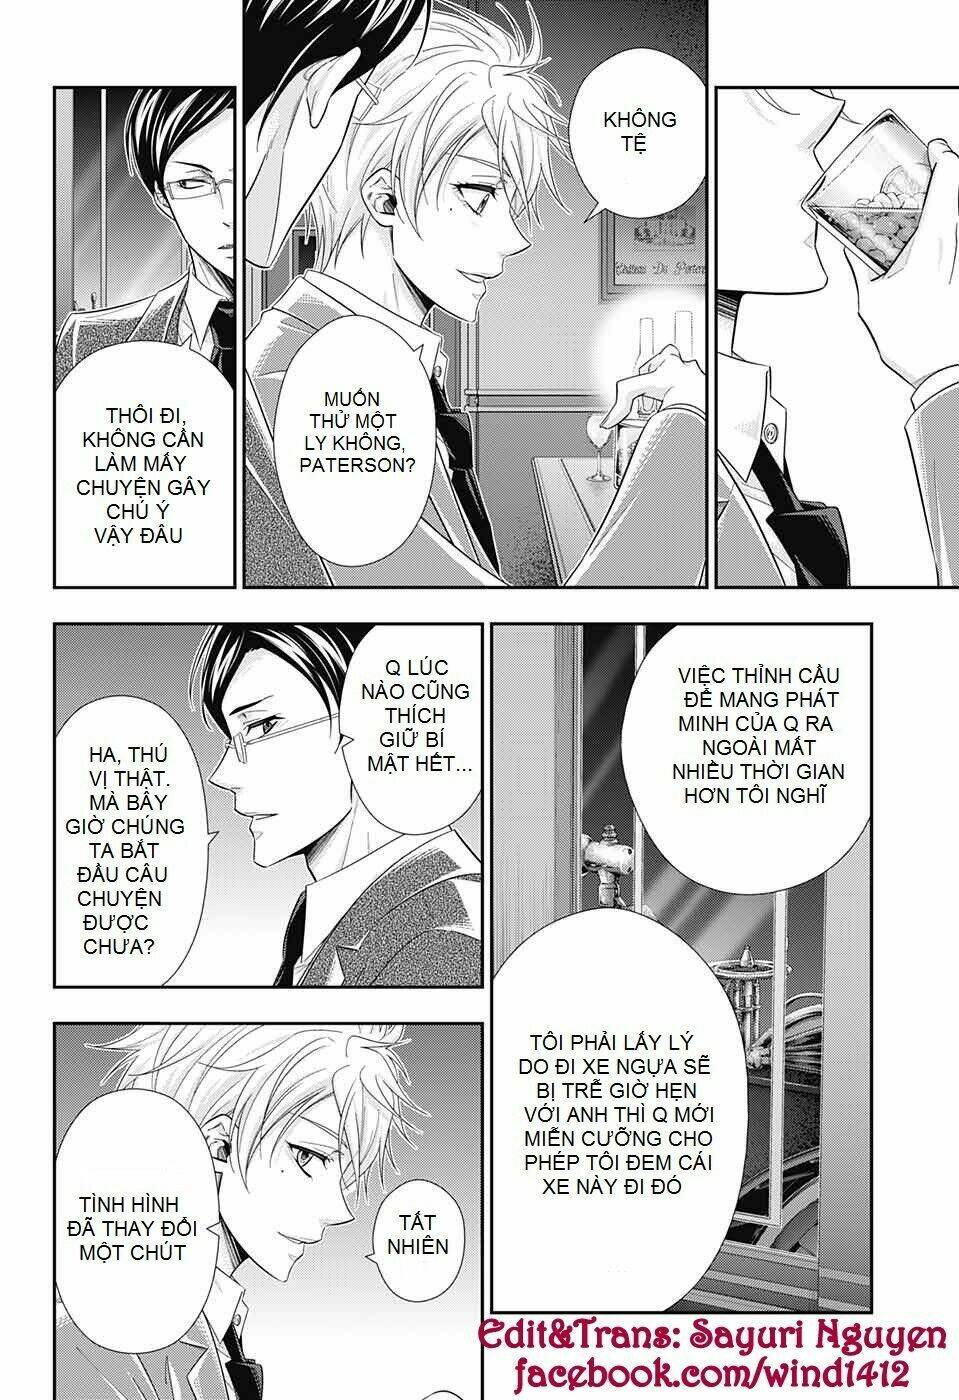 KHÔNG
TỆ
Château Du Porten
MUỐN
THỬ MỘT
LY KHÔNG,
PATERSON?
THÔI ĐI,
KHÔNG CẦN
LÀM MẤY
CHUYỆN GÂY
CHÚ Ý
VẬY ĐÂU
VIỆC THỈNH CẦU
ĐỂ MANG PHÁT
MINH CỦA Q RA
NGOÀI MẤT
NHIỀU THỜI GIAN
HƠN TÔI NGHĨ
TÔI PHẢI LẤY LÝ
DO ĐI XE NGỰA SẼ
BỊ TRỄ GIỜ HẸN
VỚI ANH THÌ Q MỚI
MIỄN CƯỠNG CHO
PHÉP TÔI ĐEM CÁI
XE NÀY ĐI ĐÓ
Q LÚC
NÀO CŨNG
THÍCH
GIỮ BÍ
MẬT HẾT...
HA, THÚ
VỊ THẬT.
MÀ BÂY
GIỜ CHÚNG
TA BẮT
ĐẦU CÂU
CHUYỆN
ĐƯỢC
CHƯA?
TẤT
NHIÊN
TÌNH HÌNH
ĐÃ THAY ĐỔI
MỘT CHÚT
Edit&Trans: Sayuri Nguyen
facebook.com/wind1412